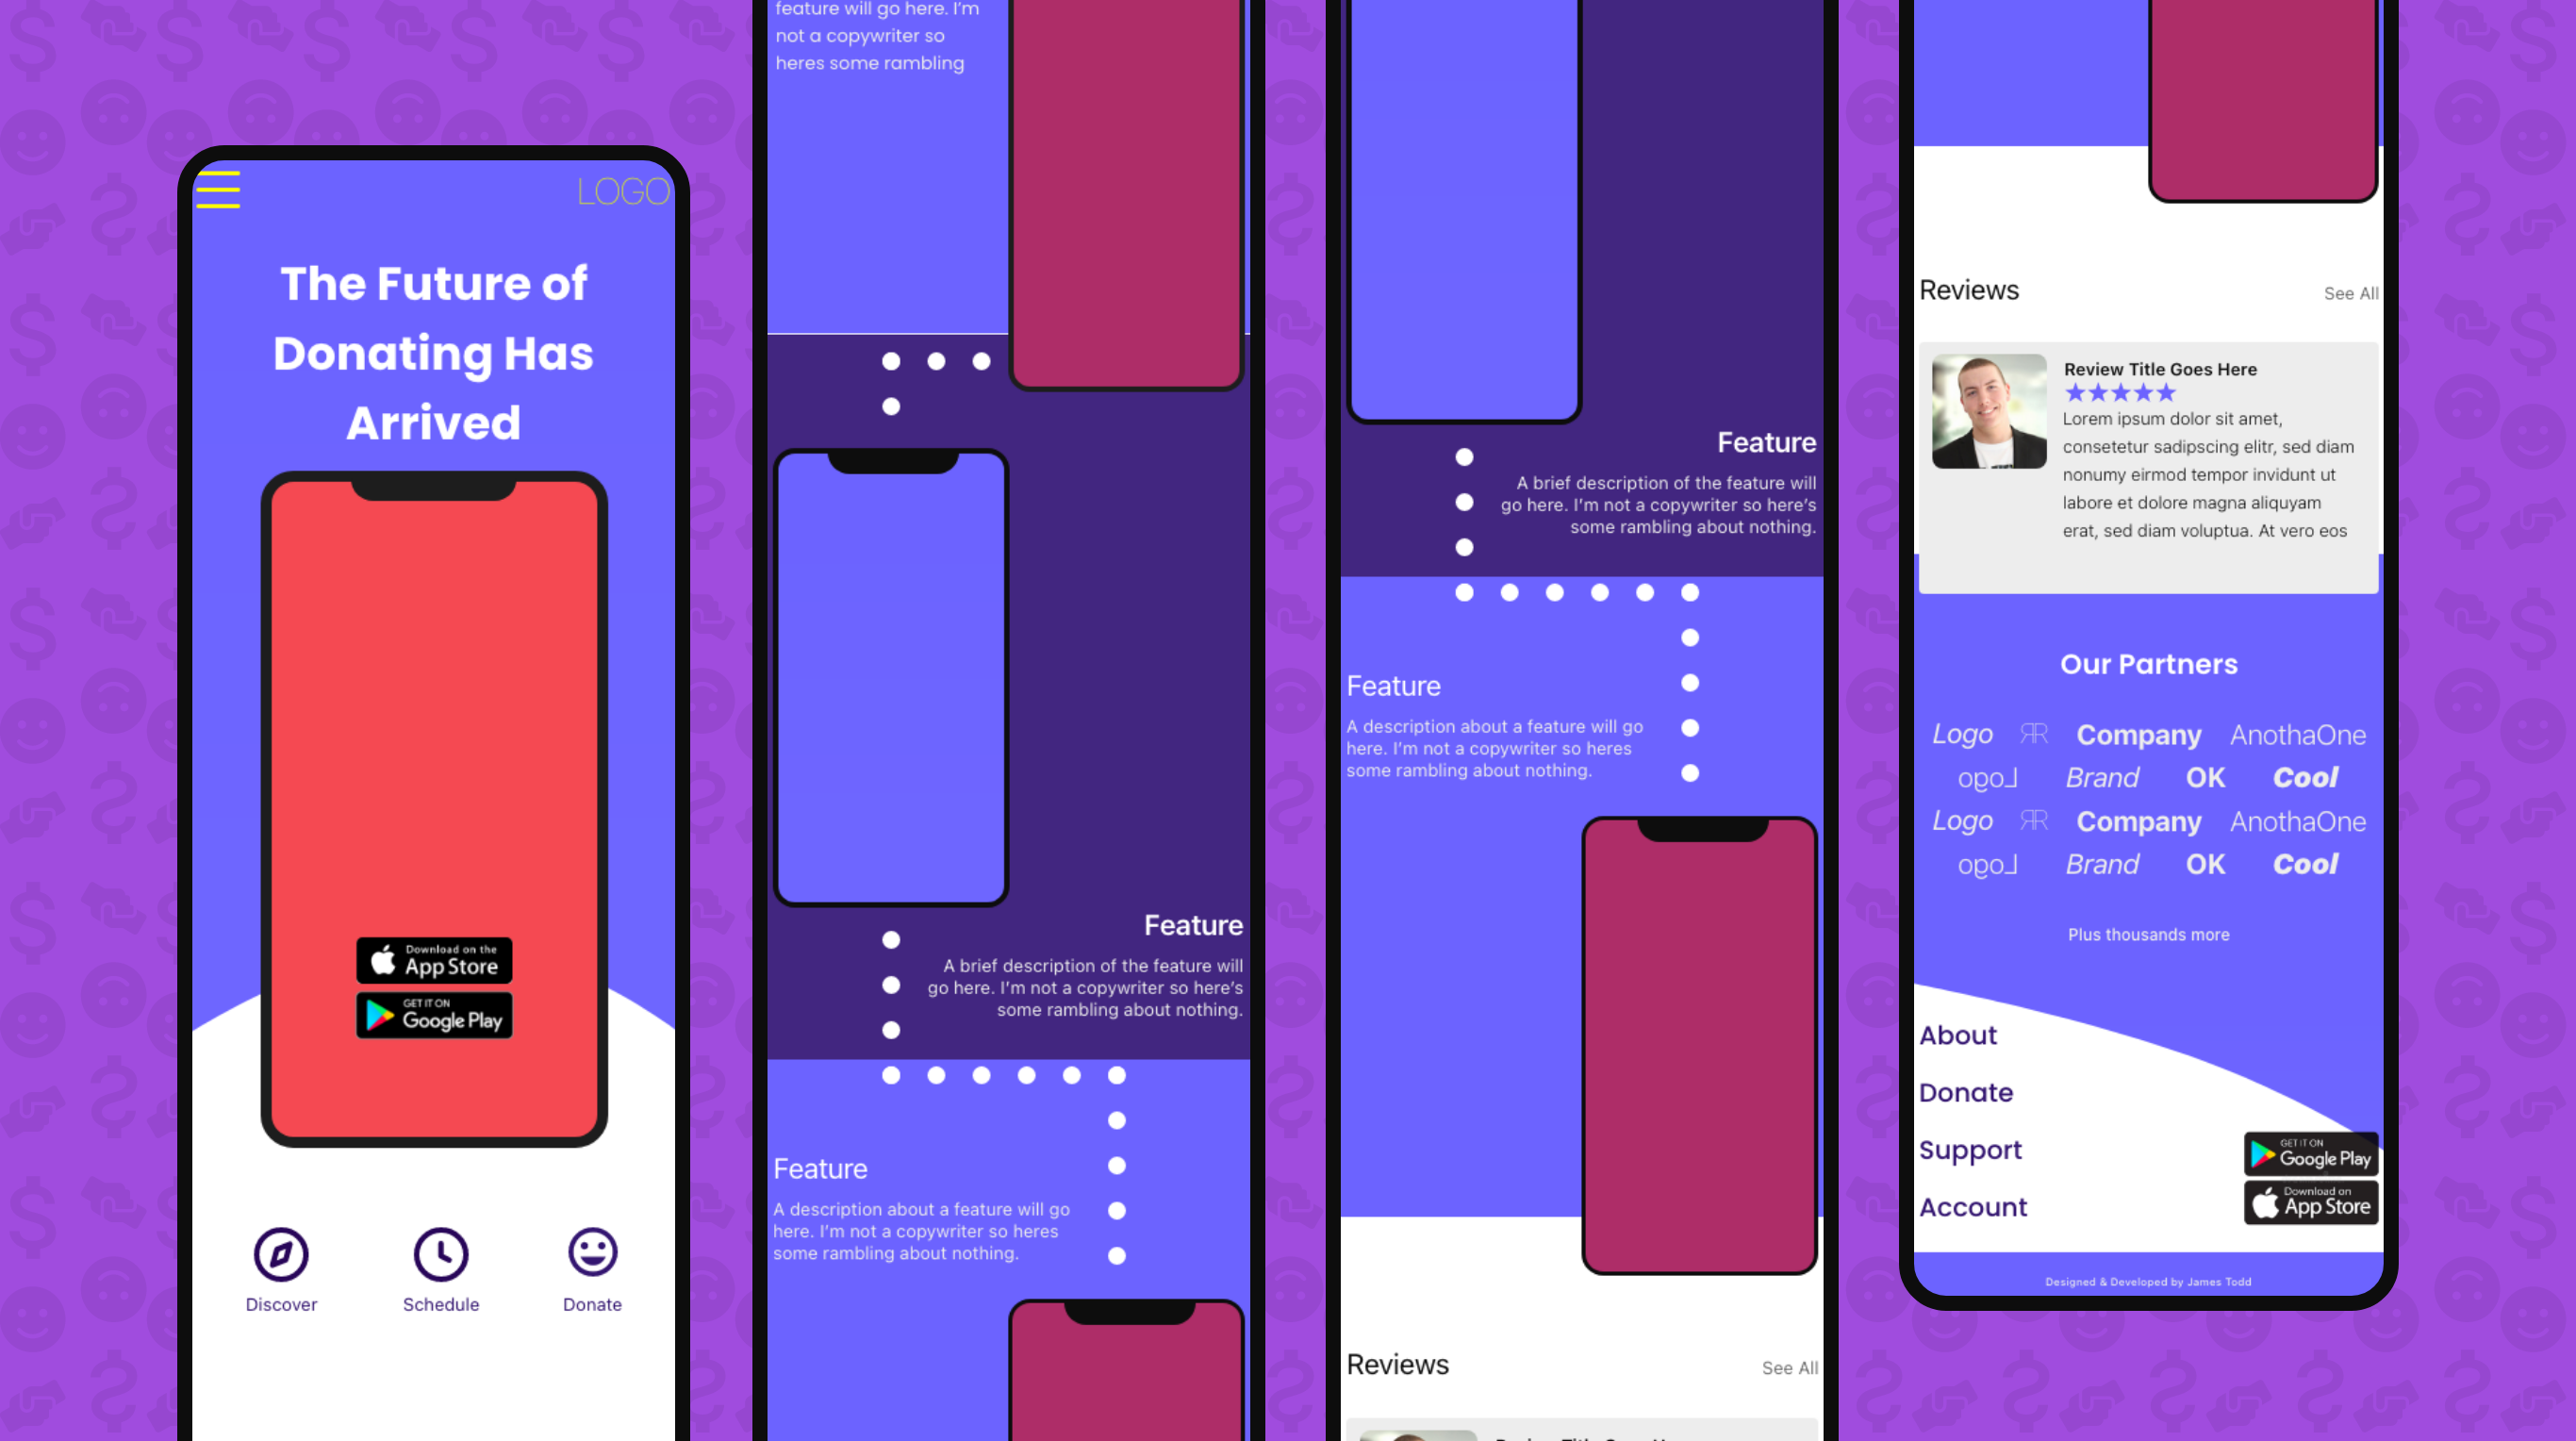 LOGO
The Future of
Donating Has
Arrived
Download on the
App Store
GET IT ON
Google Play
Discover
Schedule
Donate
feature will go here. I'm
not a copywriter so
heres some rambling
Feature
A brief description of the feature will
go here. I'm not a copywriter so here's
some rambling about nothing.
Feature
A description about a feature will go
here. I'm not a copywriter so heres
some rambling about nothing.
Feature
A brief description of the feature will
go here. I'm not a copywriter so here's
some rambling about nothing.
Feature
A description about a feature will go
here. I'm not a copywriter so heres
some rambling about nothing.
Reviews
See All
Reviews
See All
Review Title Goes Here
Lorem ipsum dolor sit amet,
consetetur sadipscing elitr, sed diam
nonumy eirmod tempor invidunt ut
labore et dolore magna aliquyam
erat, sed diam voluptua. At vero eos
Our Partners
Logo RR Company AnothaOne
Logo Brand OK Cool
Logo RR Company AnothaOne
Logo Brand OK Cool
Plus thousands more
About
Donate
Support
Account
GET IT ON
Google Play
Download on
App Store
Designed & Developed by James Todd